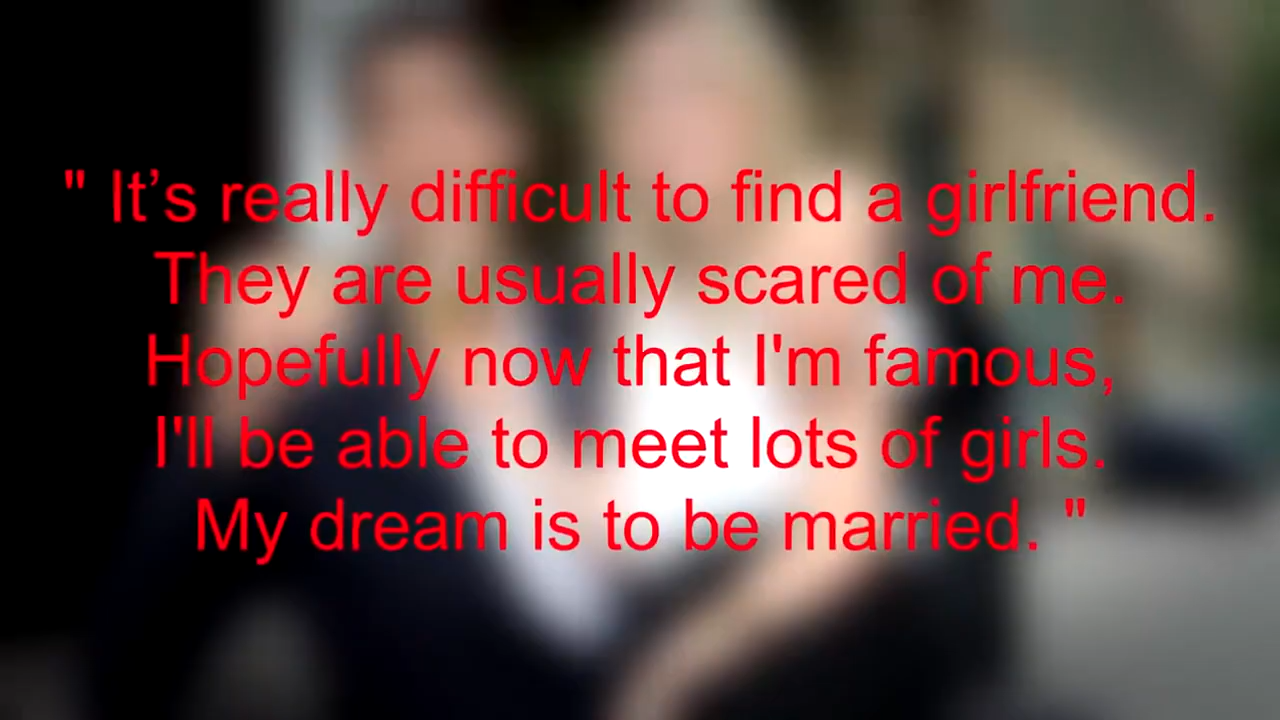 " It’s really difficult to find a girlfriend.
They are usually scared of me.
Hopefully now that I'm famous,
I'll be able to meet lots of girls.
My dream is to be married. "